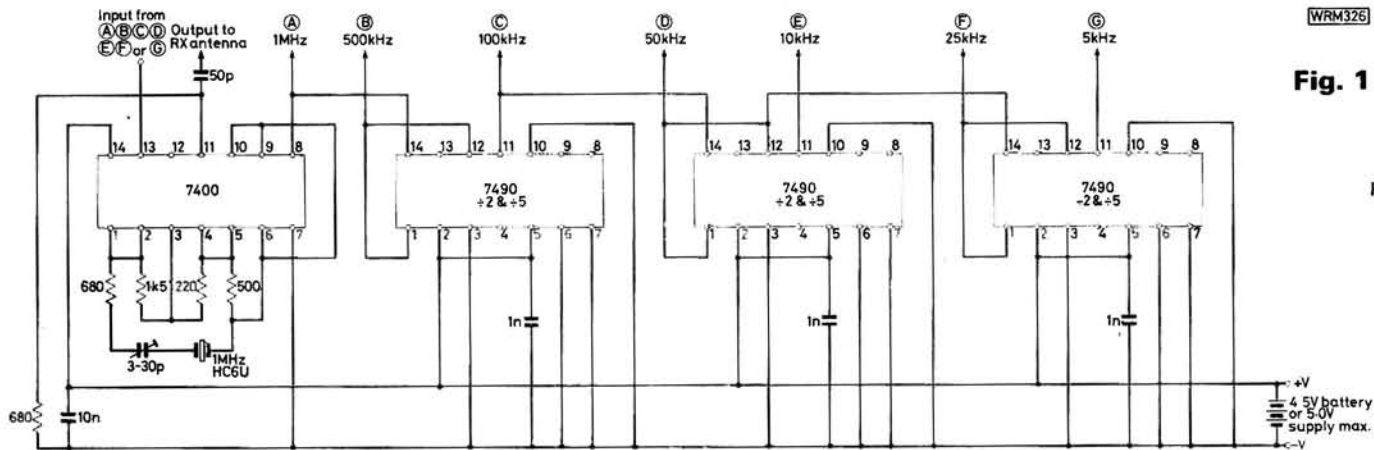 Input from
Ⓐ Ⓑ Ⓒ Ⓓ
Ⓔ Ⓕ or Ⓖ
Output to
RX antenna
50p
Ⓐ
1MHz
Ⓑ
500kHz
Ⓒ
100kHz
Ⓓ
50kHz
Ⓔ
10kHz
Ⓕ
25kHz
Ⓖ
5kHz
WRM326
Fig. 1
14 13 12 11 10 9 8
7400
1 2 3 4 5 6 7
14 13 12 11 10 9 8
7490
÷2 & ÷5
1 2 3 4 5 6 7
14 13 12 11 10 9 8
7490
÷2 & ÷5
1 2 3 4 5 6 7
14 13 12 11 10 9 8
7490
÷2 & ÷5
1 2 3 4 5 6 7
680
1k5
220
500
3-30p
1MHz
HC6U
1n
1n
1n
680
10n
+V
4·5V battery
or 5·0V
supply max.
-V